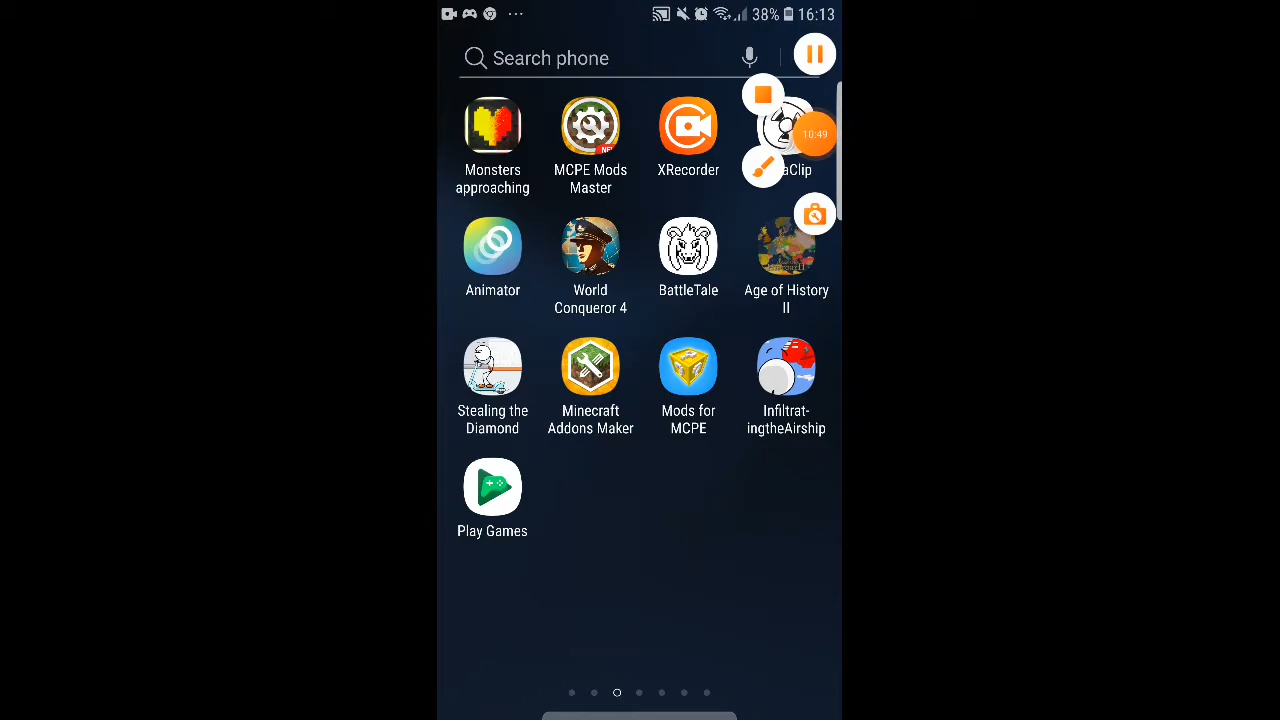 38% 16:13
Search phone
10:49
Monsters approaching
MCPE Mods Master
XRecorder
aClip
Animator
World Conqueror 4
BattleTale
Age of History II
Stealing the Diamond
Minecraft Addons Maker
Mods for MCPE
Infiltrat-ingtheAirship
Play Games